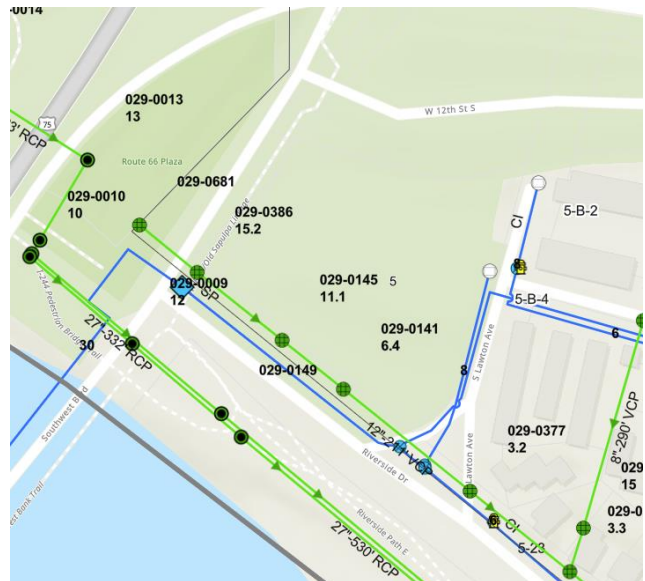 -0014
029-0013
13
75
3' RCP
W 12th St S
Route 66 Plaza
029-0681
029-0010
10
029-0386
15.2
Old Sapulpa
CI
5-B-2
8
029-0145
11.1
5
029-0009
12
SP
5-B-4
029-0141
6.4
6
I-244 Pedestrian Bridge Trail
27"-332' RCP
30
029-0149
8
S Lawton Ave
Southwest Blvd
029-0377
3.2
8"-290' VCP
12"-211' VCP
Riverside Dr
Lawton Ave
029
15
029-0
3.3
est Bank Trail
Riverside Path E
6
CI
5-23
27"-530' RCP